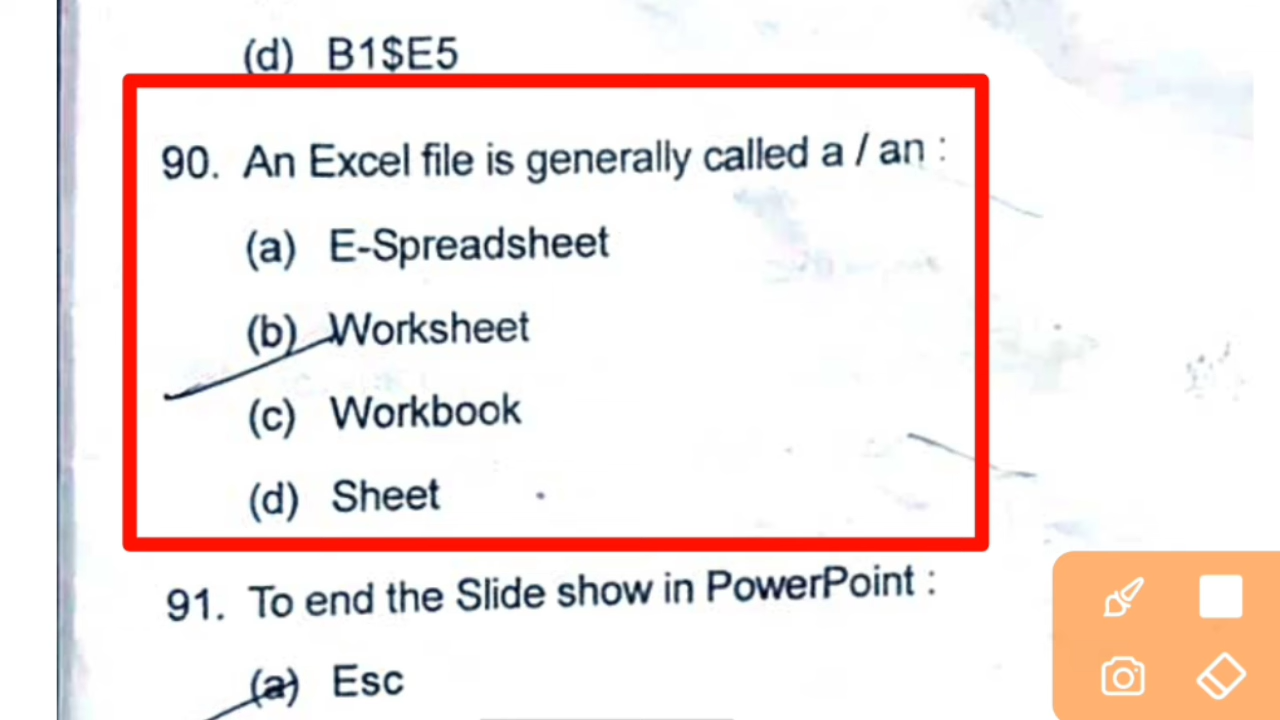 (d) B1$E5
90. An Excel file is generally called a / an :
(a) E-Spreadsheet
(b) Worksheet
(c) Workbook
(d) Sheet
91. To end the Slide show in PowerPoint :
(a) Esc